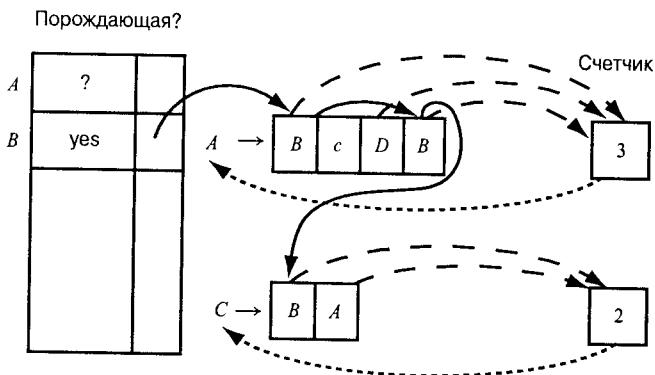 Порождающая?
Счетчик
A ?
B yes
A → B c D B 3
C → B A 2